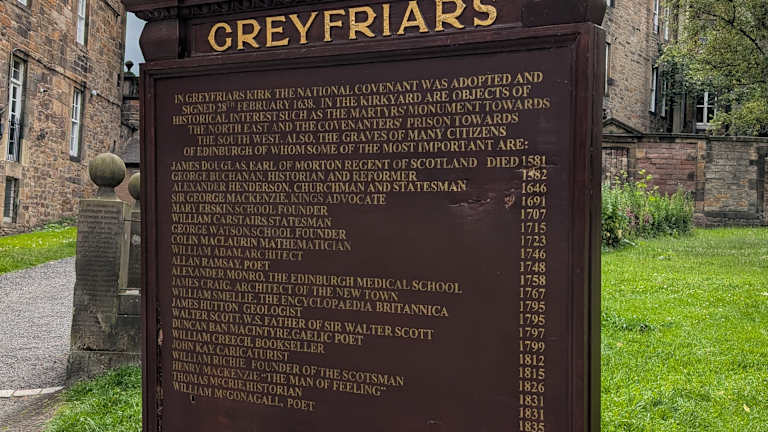 GREYFRIARS
IN GREYFRIARS KIRK THE NATIONAL COVENANT WAS ADOPTED AND
SIGNED 28TH FEBRUARY 1638. IN THE KIRKYARD ARE OBJECTS OF
HISTORICAL INTEREST SUCH AS THE MARTYRS' MONUMENT TOWARDS
THE NORTH EAST AND THE COVENANTERS' PRISON TOWARDS
THE SOUTH WEST. ALSO, THE GRAVES OF MANY CITIZENS
OF EDINBURGH OF WHOM SOME OF THE MOST IMPORTANT ARE:
JAMES DOUGLAS, EARL OF MORTON REGENT OF SCOTLAND DIED 1581
GEORGE BUCHANAN, HISTORIAN AND REFORMER 1582
ALEXANDER HENDERSON, CHURCHMAN AND STATESMAN 1646
SIR GEORGE MACKENZIE, KINGS ADVOCATE 1691
MARY ERSKIN SCHOOL FOUNDER 1707
WILLIAM CARSTAIRS STATESMAN 1715
GEORGE WATSON, SCHOOL FOUNDER 1723
COLIN MACLAURIN MATHEMATICIAN 1746
WILLIAM ADAM, ARCHITECT 1748
ALLAN RAMSAY, POET 1758
ALEXANDER MONRO, THE EDINBURGH MEDICAL SCHOOL 1767
JAMES CRAIG, ARCHITECT OF THE NEW TOWN 1795
WILLIAM SMELLIE, THE ENCYCLOPAEDIA BRITANNICA 1795
JAMES HUTTON GEOLOGIST 1797
WALTER SCOTT, W.S. FATHER OF SIR WALTER SCOTT 1799
DUNCAN BAN MACINTYRE, GAELIC POET 1812
WILLIAM CREECH, BOOKSELLER 1815
JOHN KAY CARICATURIST 1826
WILLIAM RICHIE FOUNDER OF THE SCOTSMAN 1831
HENRY MACKENZIE "THE MAN OF FEELING" 1831
THOMAS McCRIE, HISTORIAN 1835
WILLIAM McGONAGALL, POET